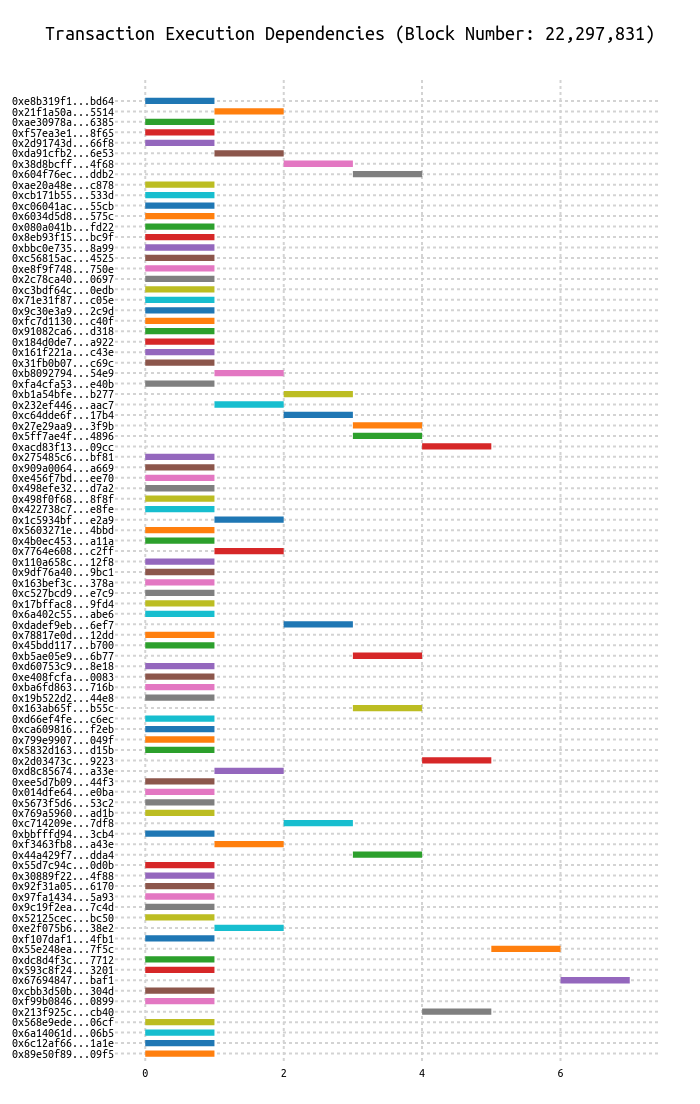 Transaction Execution Dependencies (Block Number: 22,297,831)
0xe8b319f1...bd64
0x21f1a50a...5514
0xae30978a...6385
0xf57ea3e1...8f65
0x2d91743d...66f8
0xda91cfb2...6e53
0x38d8bcff...4f68
0x604f76ec...ddb2
0xae20a48e...c878
0xcb171b55...533d
0xc06041ac...55cb
0x6034d5d8...575c
0x080a041b...fd22
0x8eb93f15...bc9f
0xbbc0e735...8a99
0xc56815ac...4525
0xe8f9f748...750e
0x2c78ca40...0697
0xc3bdf64c...0edb
0x71e31f87...c05e
0x9c30e3a9...2c9d
0xfc7d1130...c40f
0x91082ca6...d318
0x184d0de7...a922
0x161f221a...c43e
0x31fb0b07...c69c
0xb8092794...54e9
0xfa4cfa53...e40b
0xb1a54bfe...b277
0x232ef446...aac7
0xc64dde6f...17b4
0x27e29aa9...3f9b
0x5ff7ae4f...4896
0xacd83f13...09cc
0x275485c6...bf81
0x909a0064...a669
0xe456f7bd...ee70
0x498efe32...d7a2
0x498f0f68...8f8f
0x422738c7...e8fe
0x1c5934bf...e2a9
0x5603271e...4bbd
0x4b0ec453...a11a
0x7764e608...c2ff
0x110a658c...12f8
0x9df76a40...9bc1
0x163bef3c...378a
0xc527bcd9...e7c9
0x17bffac8...9fd4
0x6a402c55...abe6
0xdadef9eb...6ef7
0x78817e0d...12dd
0x45bdd117...b700
0xb5ae05e9...6b77
0xd60753c9...8e18
0xe408fcfa...0083
0xba6fd863...716b
0x19b522d2...44e8
0x163ab65f...b55c
0xd66ef4fe...c6ec
0xca609816...f2eb
0x799e9907...049f
0x5832d163...d15b
0x2d03473c...9223
0xd8c85674...a33e
0xee5d7b09...44f3
0x014dfe64...e0ba
0x5673f5d6...53c2
0x769a5960...ad1b
0xc714209e...7df8
0xbbfffd94...3cb4
0xf3463fb8...a43e
0x44a429f7...dda4
0x55d7c94c...0d0b
0x30889f22...4f88
0x92f31a05...6170
0x97fa1434...5a93
0x9c19f2ea...7c4d
0x52125cec...bc50
0xe2f075b6...38e2
0xf107daf1...4fb1
0x55e248ea...7f5c
0xdc8d4f3c...7712
0x593c8f24...3201
0x67694847...baf1
0xcbb3d50b...304d
0xf99b0846...0899
0x213f925c...cb40
0x568e9ede...06cf
0x6a14061d...06b5
0x6c12af66...1a1e
0x89e50f89...09f5
0 2 4 6